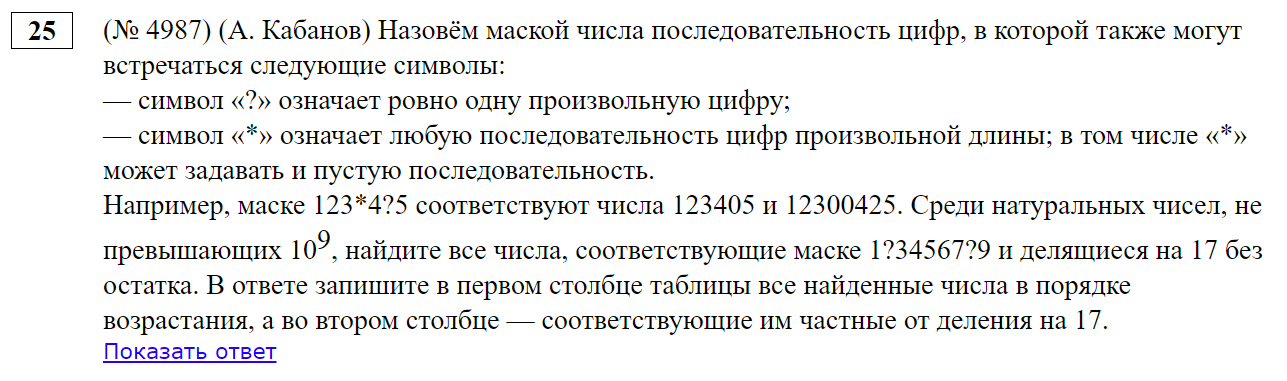 25 (№ 4987) (А. Кабанов) Назовём маской числа последовательность цифр, в которой также могут
встречаться следующие символы:
— символ «?» означает ровно одну произвольную цифру;
— символ «*» означает любую последовательность цифр произвольной длины; в том числе «*»
может задавать и пустую последовательность.
Например, маске 123*4?5 соответствуют числа 123405 и 12300425. Среди натуральных чисел, не
превышающих 10⁹, найдите все числа, соответствующие маске 1?34567?9 и делящиеся на 17 без
остатка. В ответе запишите в первом столбце таблицы все найденные числа в порядке
возрастания, а во втором столбце — соответствующие им частные от деления на 17.
Показать ответ